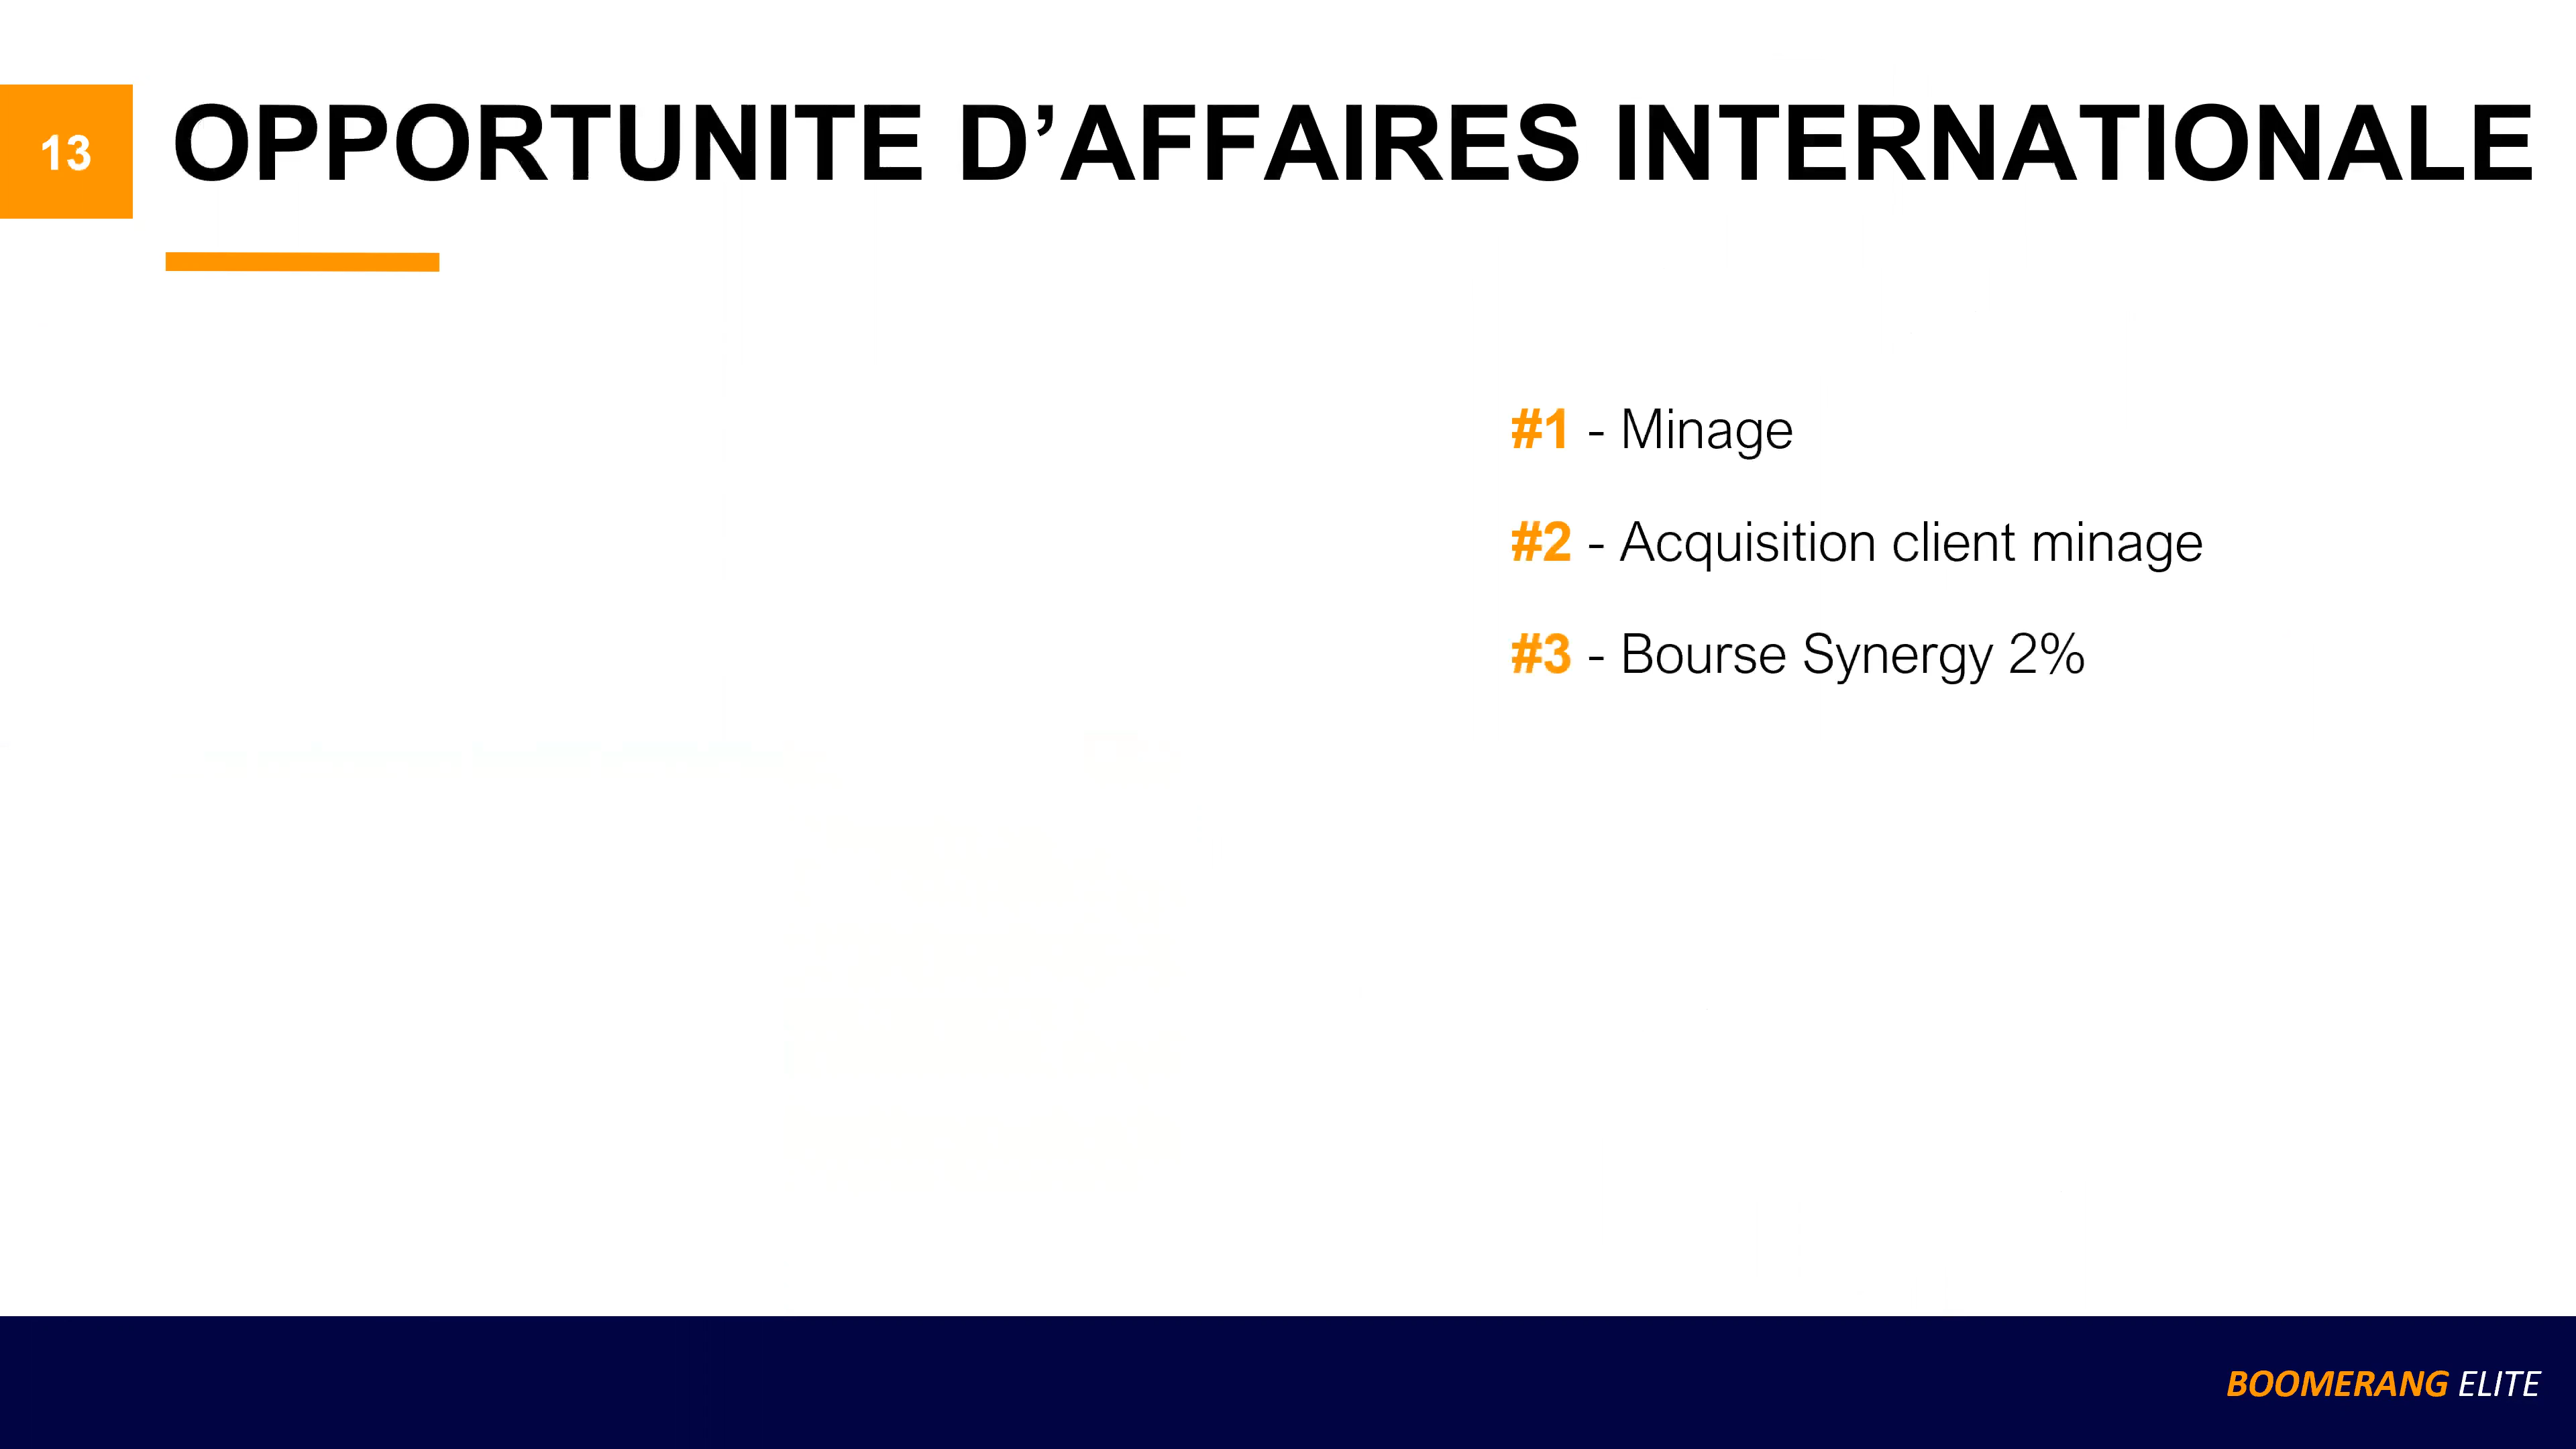 13
OPPORTUNITE D’AFFAIRES INTERNATIONALE
#1 - Minage
#2 - Acquisition client minage
#3 - Bourse Synergy 2%
BOOMERANG ELITE